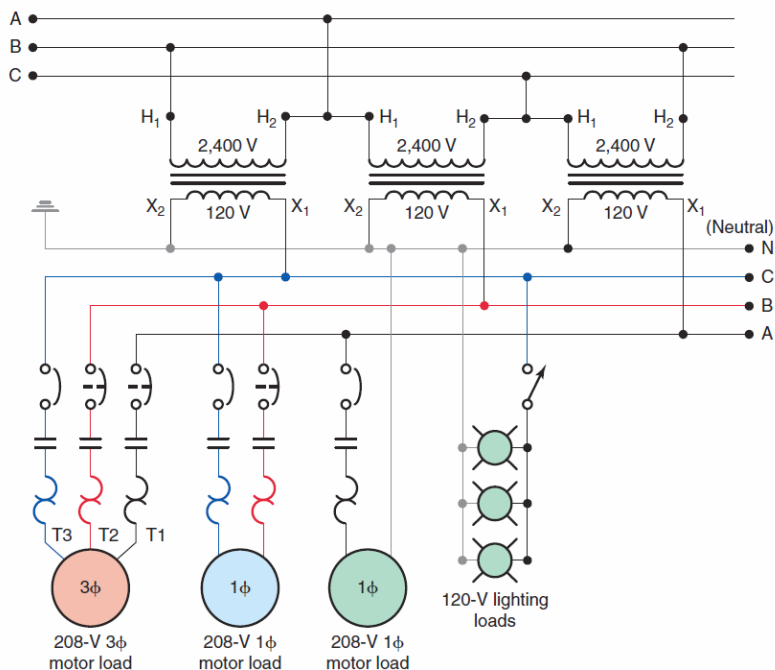 A
B
C
H₁ H₂ H₁ H₂ H₁ H₂
2,400 V 2,400 V 2,400 V
X₂ 120 V X₁ X₂ 120 V X₁ X₂ 120 V X₁
(Neutral)
N
C
B
A
T3 T2 T1
3ϕ 1ϕ 1ϕ
208-V 3ϕ
motor load
208-V 1ϕ
motor load
208-V 1ϕ
motor load
120-V lighting
loads